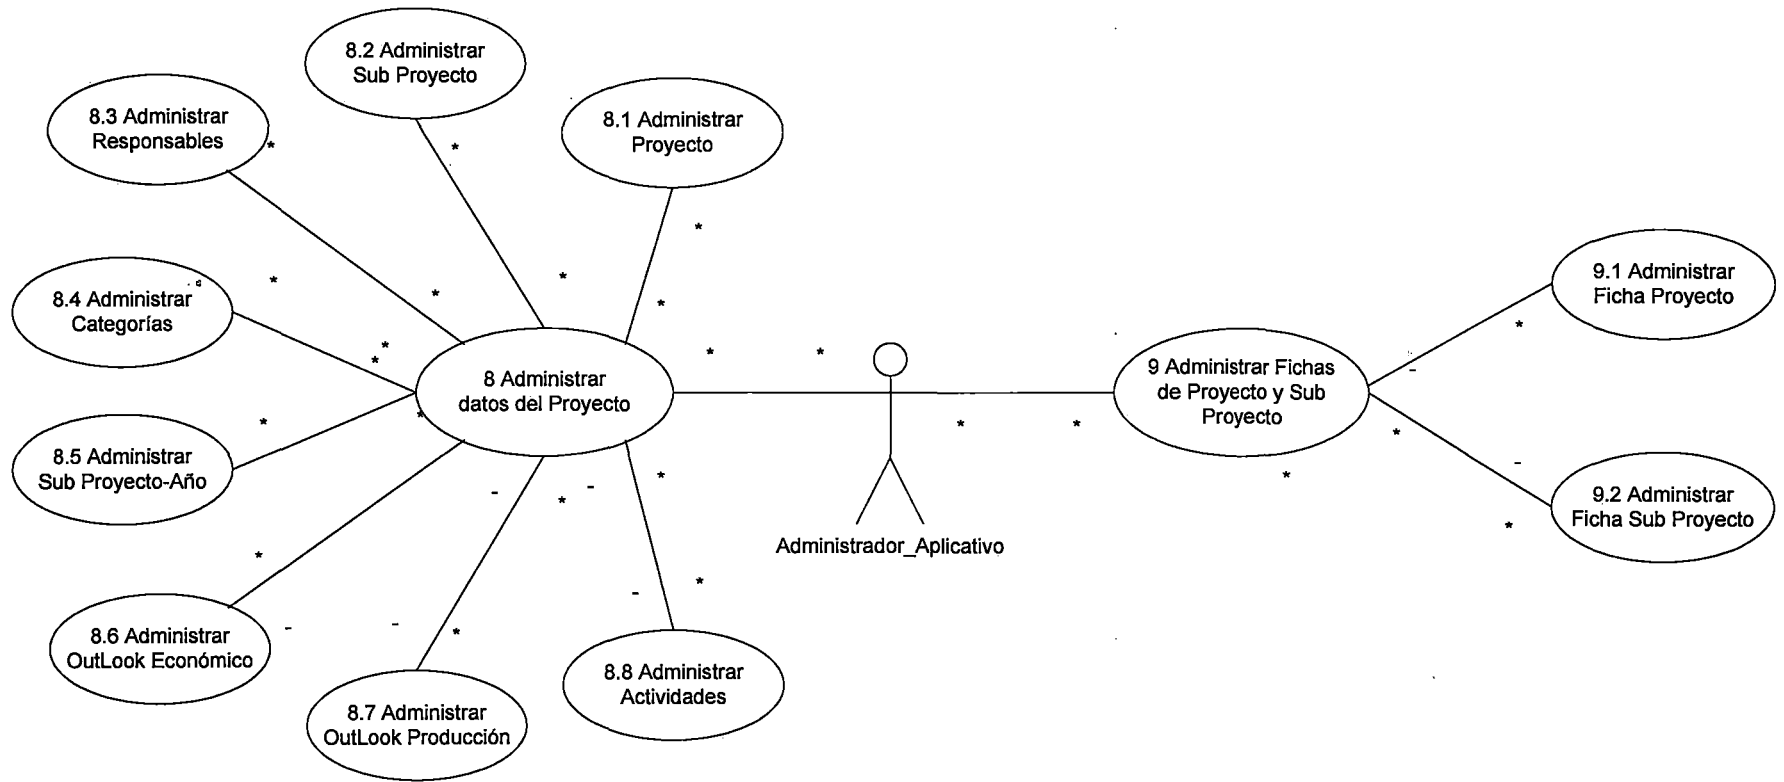 8.2 Administrar
Sub Proyecto
8.3 Administrar
Responsables
8.1 Administrar
Proyecto
8.4 Administrar
Categorías
9.1 Administrar
Ficha Proyecto
8 Administrar
datos del Proyecto
9 Administrar Fichas
de Proyecto y Sub
Proyecto
8.5 Administrar
Sub Proyecto-Año
9.2 Administrar
Ficha Sub Proyecto
Administrador_Aplicativo
8.6 Administrar
OutLook Económico
8.8 Administrar
Actividades
8.7 Administrar
OutLook Producción